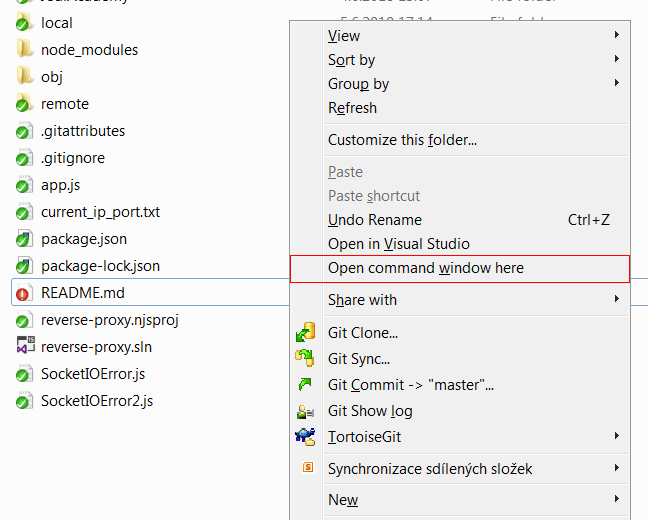 local
node_modules
obj
remote
.gitattributes
.gitignore
app.js
current_ip_port.txt
package.json
package-lock.json
README.md
reverse-proxy.njsproj
reverse-proxy.sln
SocketIOError.js
SocketIOError2.js
View
Sort by
Group by
Refresh
Customize this folder...
Paste
Paste shortcut
Undo Rename Ctrl+Z
Open in Visual Studio
Open command window here
Share with
Git Clone...
Git Sync...
Git Commit -> "master"...
Git Show log
TortoiseGit
Synchronizace sdílených složek
New